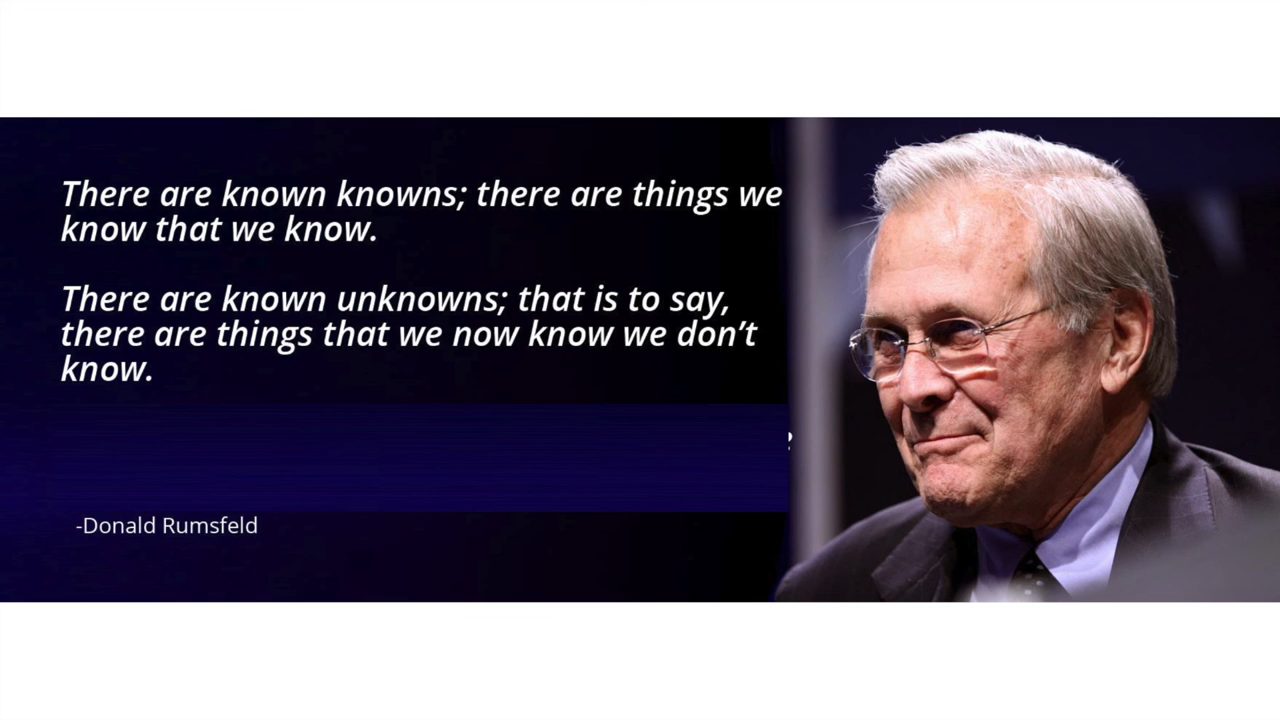 There are known knowns; there are things we
know that we know.
There are known unknowns; that is to say,
there are things that we now know we don’t
know.
-Donald Rumsfeld